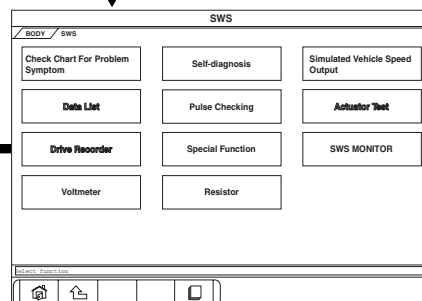 SWS
BODY SWS
Check Chart For Problem
Symptom
Self-diagnosis
Simulated Vehicle Speed
Output
Data List
Pulse Checking
Actuator Test
Drive Recorder
Special Function
SWS MONITOR
Voltmeter
Resistor
Select function